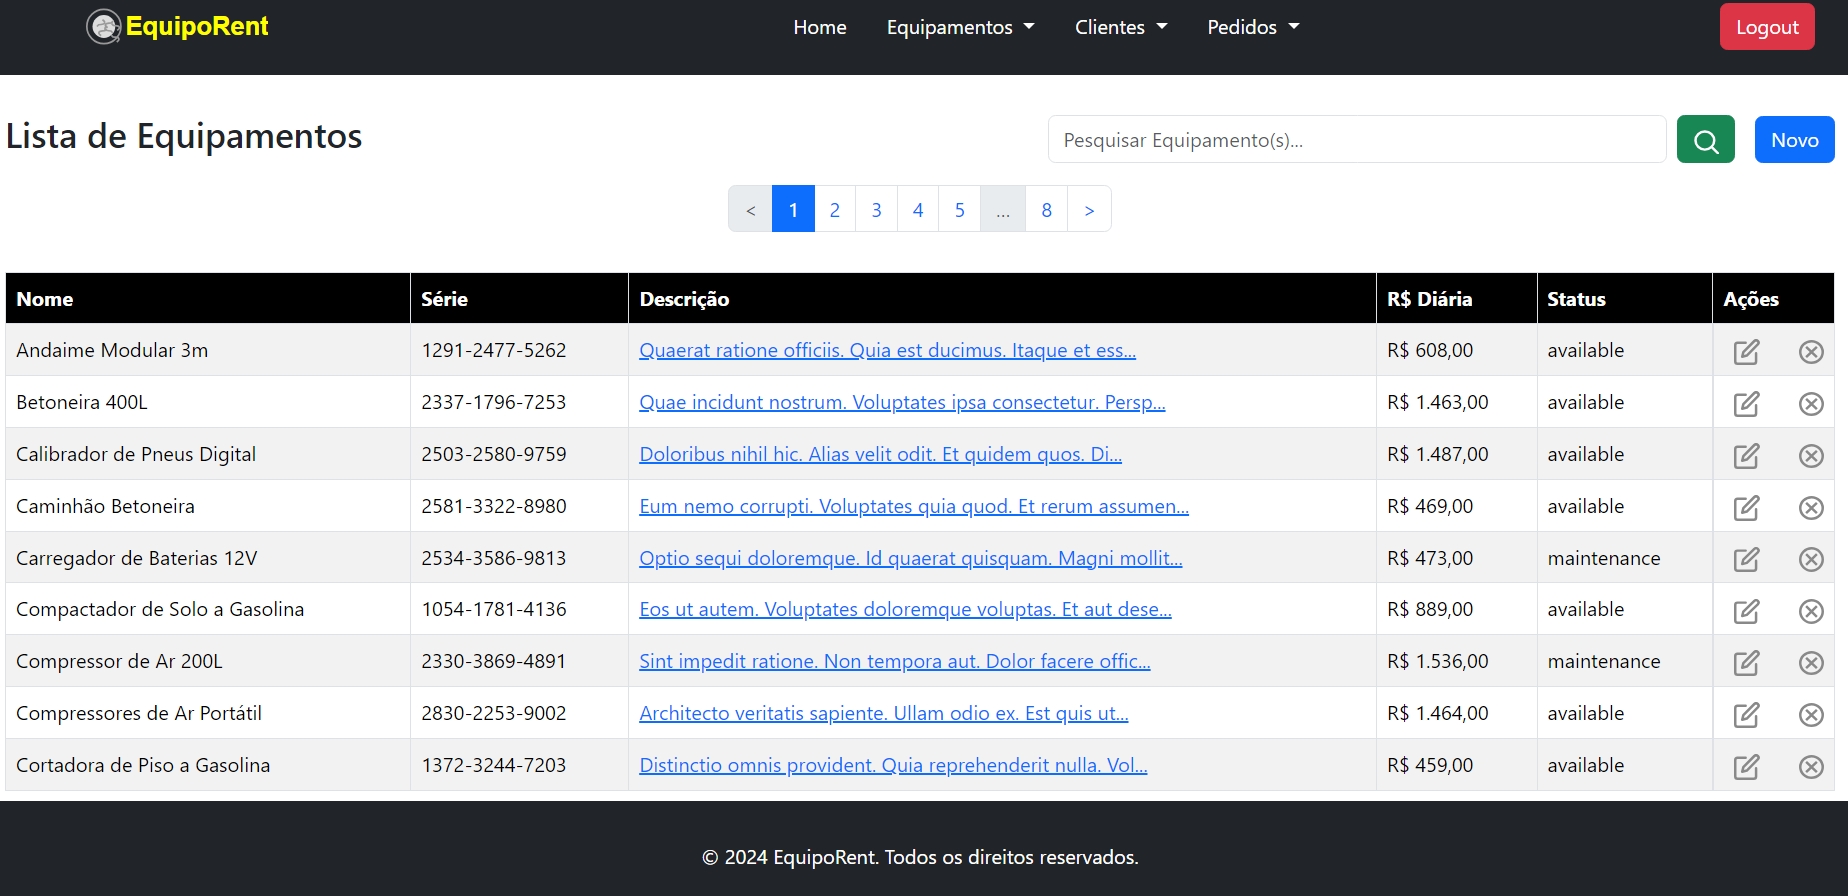 EquipoRent Home Equipamentos Clientes Pedidos Logout
Lista de Equipamentos Pesquisar Equipamento(s)... Novo
< 1 2 3 4 5 ... 8 >
Nome Série Descrição R$ Diária Status Ações
Andaime Modular 3m 1291-2477-5262 Quaerat ratione officiis. Quia est ducimus. Itaque et ess... R$ 608,00 available
Betoneira 400L 2337-1796-7253 Quae incidunt nostrum. Voluptates ipsa consectetur. Persp... R$ 1.463,00 available
Calibrador de Pneus Digital 2503-2580-9759 Doloribus nihil hic. Alias velit odit. Et quidem quos. Di... R$ 1.487,00 available
Caminhão Betoneira 2581-3322-8980 Eum nemo corrupti. Voluptates quia quod. Et rerum assumen... R$ 469,00 available
Carregador de Baterias 12V 2534-3586-9813 Optio sequi doloremque. Id quaerat quisquam. Magni mollit... R$ 473,00 maintenance
Compactador de Solo a Gasolina 1054-1781-4136 Eos ut autem. Voluptates doloremque voluptas. Et aut dese... R$ 889,00 available
Compressor de Ar 200L 2330-3869-4891 Sint impedit ratione. Non tempora aut. Dolor facere offic... R$ 1.536,00 maintenance
Compressores de Ar Portátil 2830-2253-9002 Architecto veritatis sapiente. Ullam odio ex. Est quis ut... R$ 1.464,00 available
Cortadora de Piso a Gasolina 1372-3244-7203 Distinctio omnis provident. Quia reprehenderit nulla. Vol... R$ 459,00 available
© 2024 EquipoRent. Todos os direitos reservados.